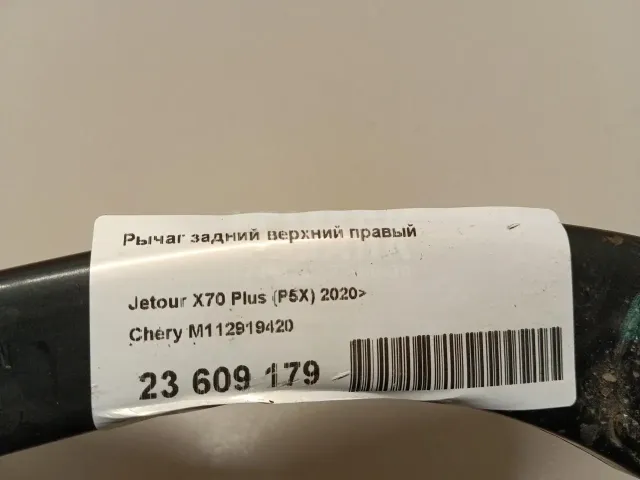 Рычаг задний верхний правый
Jetour X70 Plus (P5X) 2020>
Chery M112919420
23 609 179